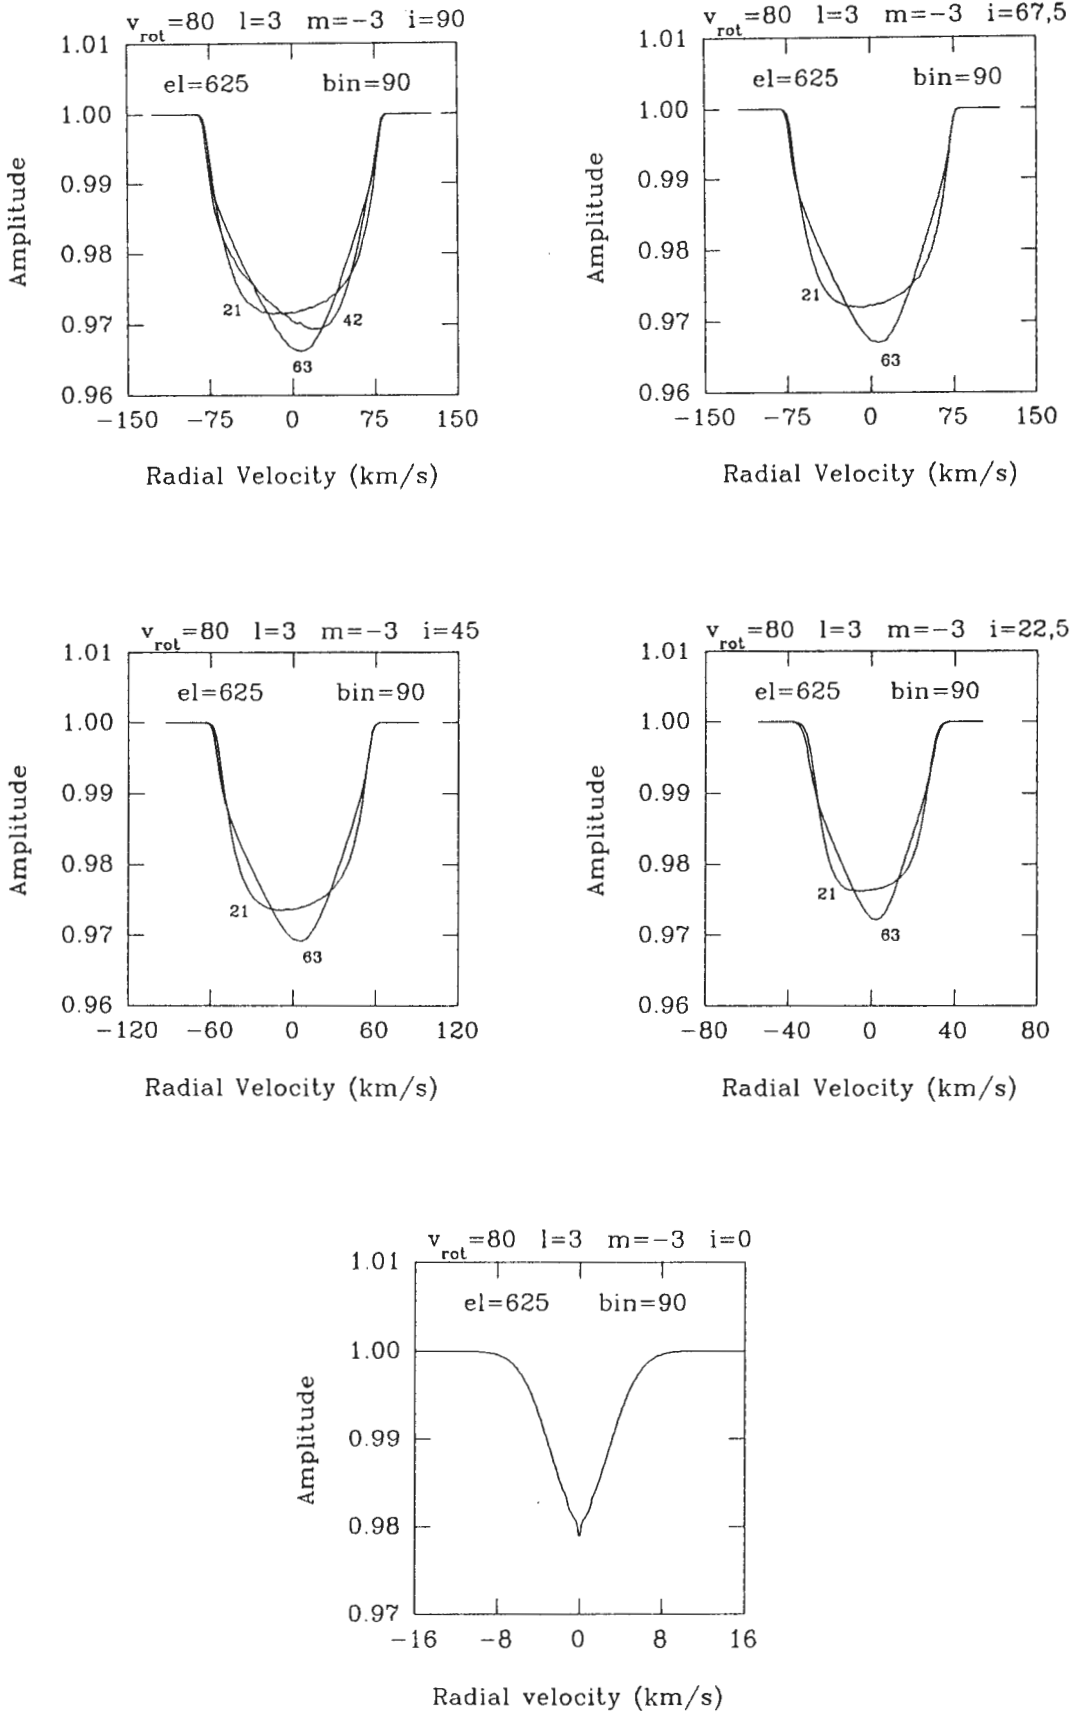 v_rot=80 l=3 m=−3 i=90
1.01
el=625 bin=90
1.00
0.99
0.98
0.97
0.96
21
42
63
−150 −75 0 75 150
Amplitude
Radial Velocity (km/s)
v_rot=80 l=3 m=−3 i=67,5
1.01
el=625 bin=90
1.00
0.99
0.98
0.97
0.96
21
63
−150 −75 0 75 150
Amplitude
Radial Velocity (km/s)
v_rot=80 l=3 m=−3 i=45
1.01
el=625 bin=90
1.00
0.99
0.98
0.97
0.96
21
63
−120 −60 0 60 120
Amplitude
Radial Velocity (km/s)
v_rot=80 l=3 m=−3 i=22,5
1.01
el=625 bin=90
1.00
0.99
0.98
0.97
0.96
21
63
−80 −40 0 40 80
Amplitude
Radial Velocity (km/s)
v_rot=80 l=3 m=−3 i=0
1.01
el=625 bin=90
1.00
0.99
0.98
0.97
−16 −8 0 8 16
Amplitude
Radial velocity (km/s)